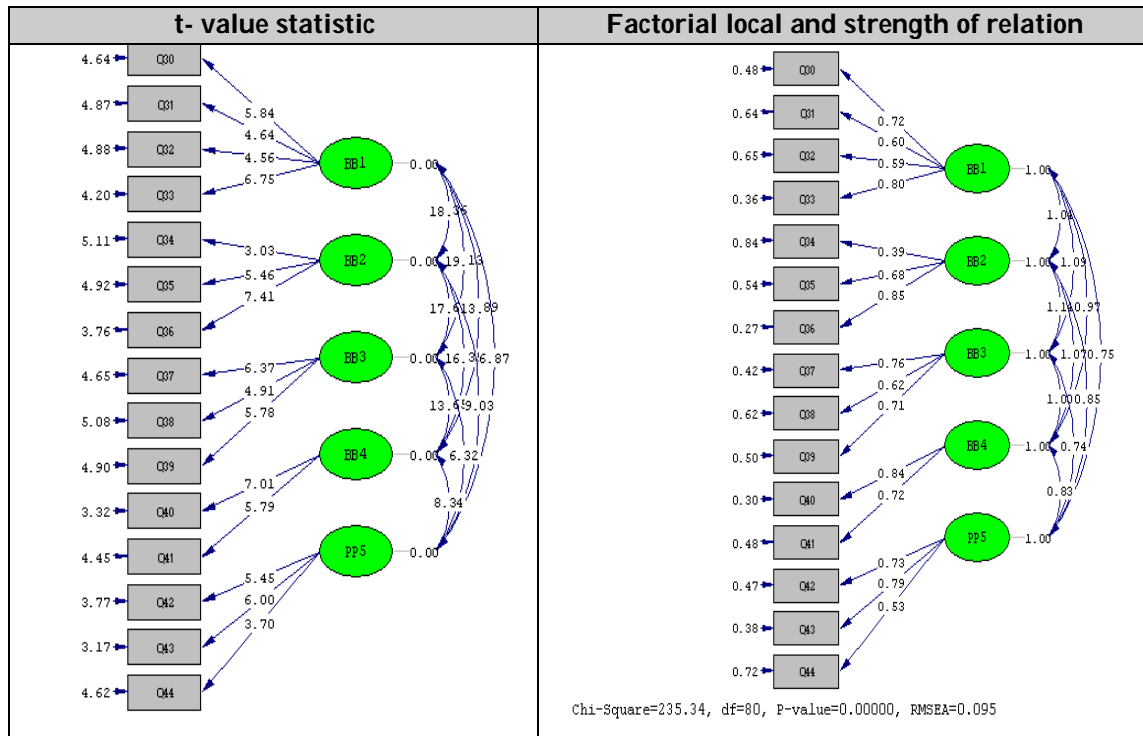 t- value statistic
Factorial local and strength of relation
4.64 Q30
4.87 Q31
4.88 Q32
4.20 Q33
5.11 Q34
4.92 Q35
3.76 Q36
4.65 Q37
5.08 Q38
4.90 Q39
3.32 Q40
4.45 Q41
3.77 Q42
3.17 Q43
4.62 Q44
5.84
4.64
4.56
6.75
3.03
5.46
7.41
6.37
4.91
5.78
7.01
5.79
5.45
6.00
3.70
BB1 0.00
BB2 0.00
BB3 0.00
BB4 0.00
PP5 0.00
18.35
19.13
13.89
6.87
9.03
6.32
8.34
0.48 Q30
0.64 Q31
0.65 Q32
0.36 Q33
0.84 Q34
0.54 Q35
0.27 Q36
0.42 Q37
0.62 Q38
0.50 Q39
0.30 Q40
0.48 Q41
0.47 Q42
0.38 Q43
0.72 Q44
0.72
0.60
0.59
0.80
0.39
0.68
0.85
0.76
0.62
0.71
0.84
0.72
0.73
0.79
0.53
BB1 1.00
BB2 1.00
BB3 1.00
BB4 1.00
PP5 1.00
1.04
1.09
0.97
1.07
0.75
0.85
0.74
0.83
Chi-Square=235.34, df=80, P-value=0.00000, RMSEA=0.095